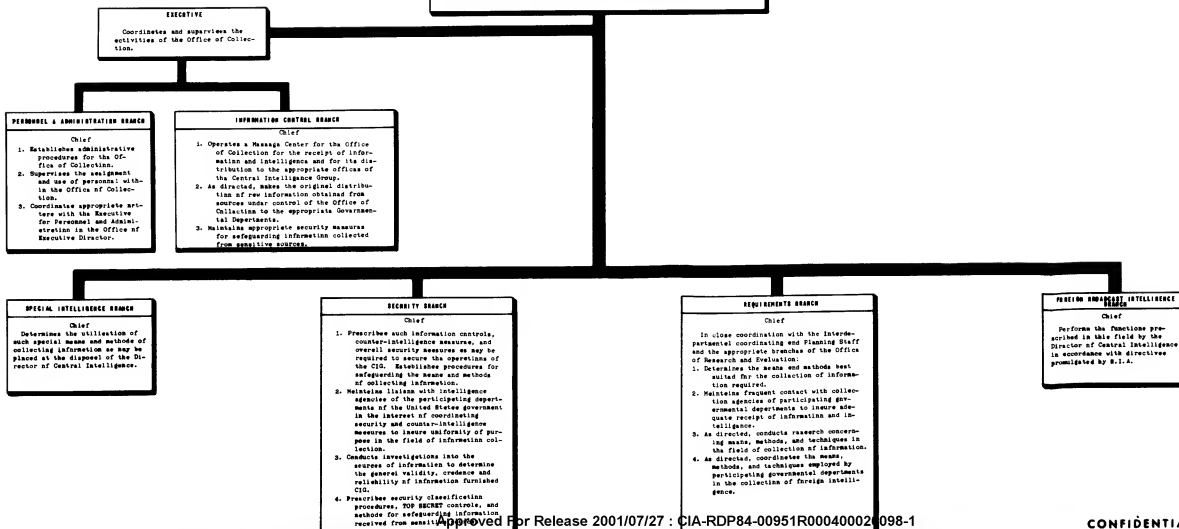 EXECUTIVE
Coordinates and supervises the
activities of the Office of Collec-
tion.
PERSONNEL & ADMINISTRATION BRANCH
Chief
1. Establishes administrative
procedures for the Of-
fice of Collection.
2. Supervises the assignment
and use of personnel with-
in the Office of Collec-
tion.
3. Coordinates appropriate mat-
ters with the Executive
for Personnel and Admini-
stration in the Office of
Executive Director.
INFORMATION CONTROL BRANCH
Chief
1. Operates a Message Center for the Office
of Collection for the receipt of infor-
mation and intelligence and for its dis-
tribution to the appropriate offices of
the Central Intelligence Group.
2. As directed, makes the original distribu-
tion of raw information obtained from
sources under control of the Office of
Collection to the appropriate Governmen-
tal Departments.
3. Maintains appropriate security measures
for safeguarding information collected
from sensitive sources.
SPECIAL INTELLIGENCE BRANCH
Chief
Determines the utilization of
such special means and methods of
collecting information as may be
placed at the disposal of the Di-
rector of Central Intelligence.
SECURITY BRANCH
Chief
1. Prescribes such information controls,
counter-intelligence measures, and
overall security measures as may be
required to secure the operations of
the CIG. Establishes procedures for
safeguarding the means and methods
of collecting information.
2. Maintains liaison with intelligence
agencies of the participating depart-
ments of the United States government
in the interest of coordinating
security and counter-intelligence
measures to insure uniformity of pur-
pose in the field of information col-
lection.
3. Conducts investigations into the
sources of information to determine
the general validity, credence and
reliability of information furnished
CIG.
4. Prescribes security classification
procedures, TOP SECRET controls, and
methods for safeguarding information
received from
REQUIREMENTS BRANCH
Chief
In close coordination with the Interde-
partmental coordinating and Planning Staff
and the appropriate branches of the Office
of Research and Evaluation:
1. Determines the means and methods best
suited for the collection of informa-
tion required.
2. Maintains frequent contact with collec-
tion agencies of participating gov-
ernmental departments to insure ade-
quate receipt of information and in-
telligence.
3. As directed, conducts research concern-
ing means, methods, and techniques in
the field of collection of information.
4. As directed, coordinates the means,
methods, and techniques employed by
participating governmental departments
in the collection of foreign intelli-
gence.
FOREIGN BROADCAST INTELLIGENCE
BRANCH
Chief
Performs the functions pre-
scribed in this field by the
Director of Central Intelligence
in accordance with directives
promulgated by N.I.A.
Approved For Release 2001/07/27 : CIA-RDP84-00951R000400020098-1
CONFIDENTIA